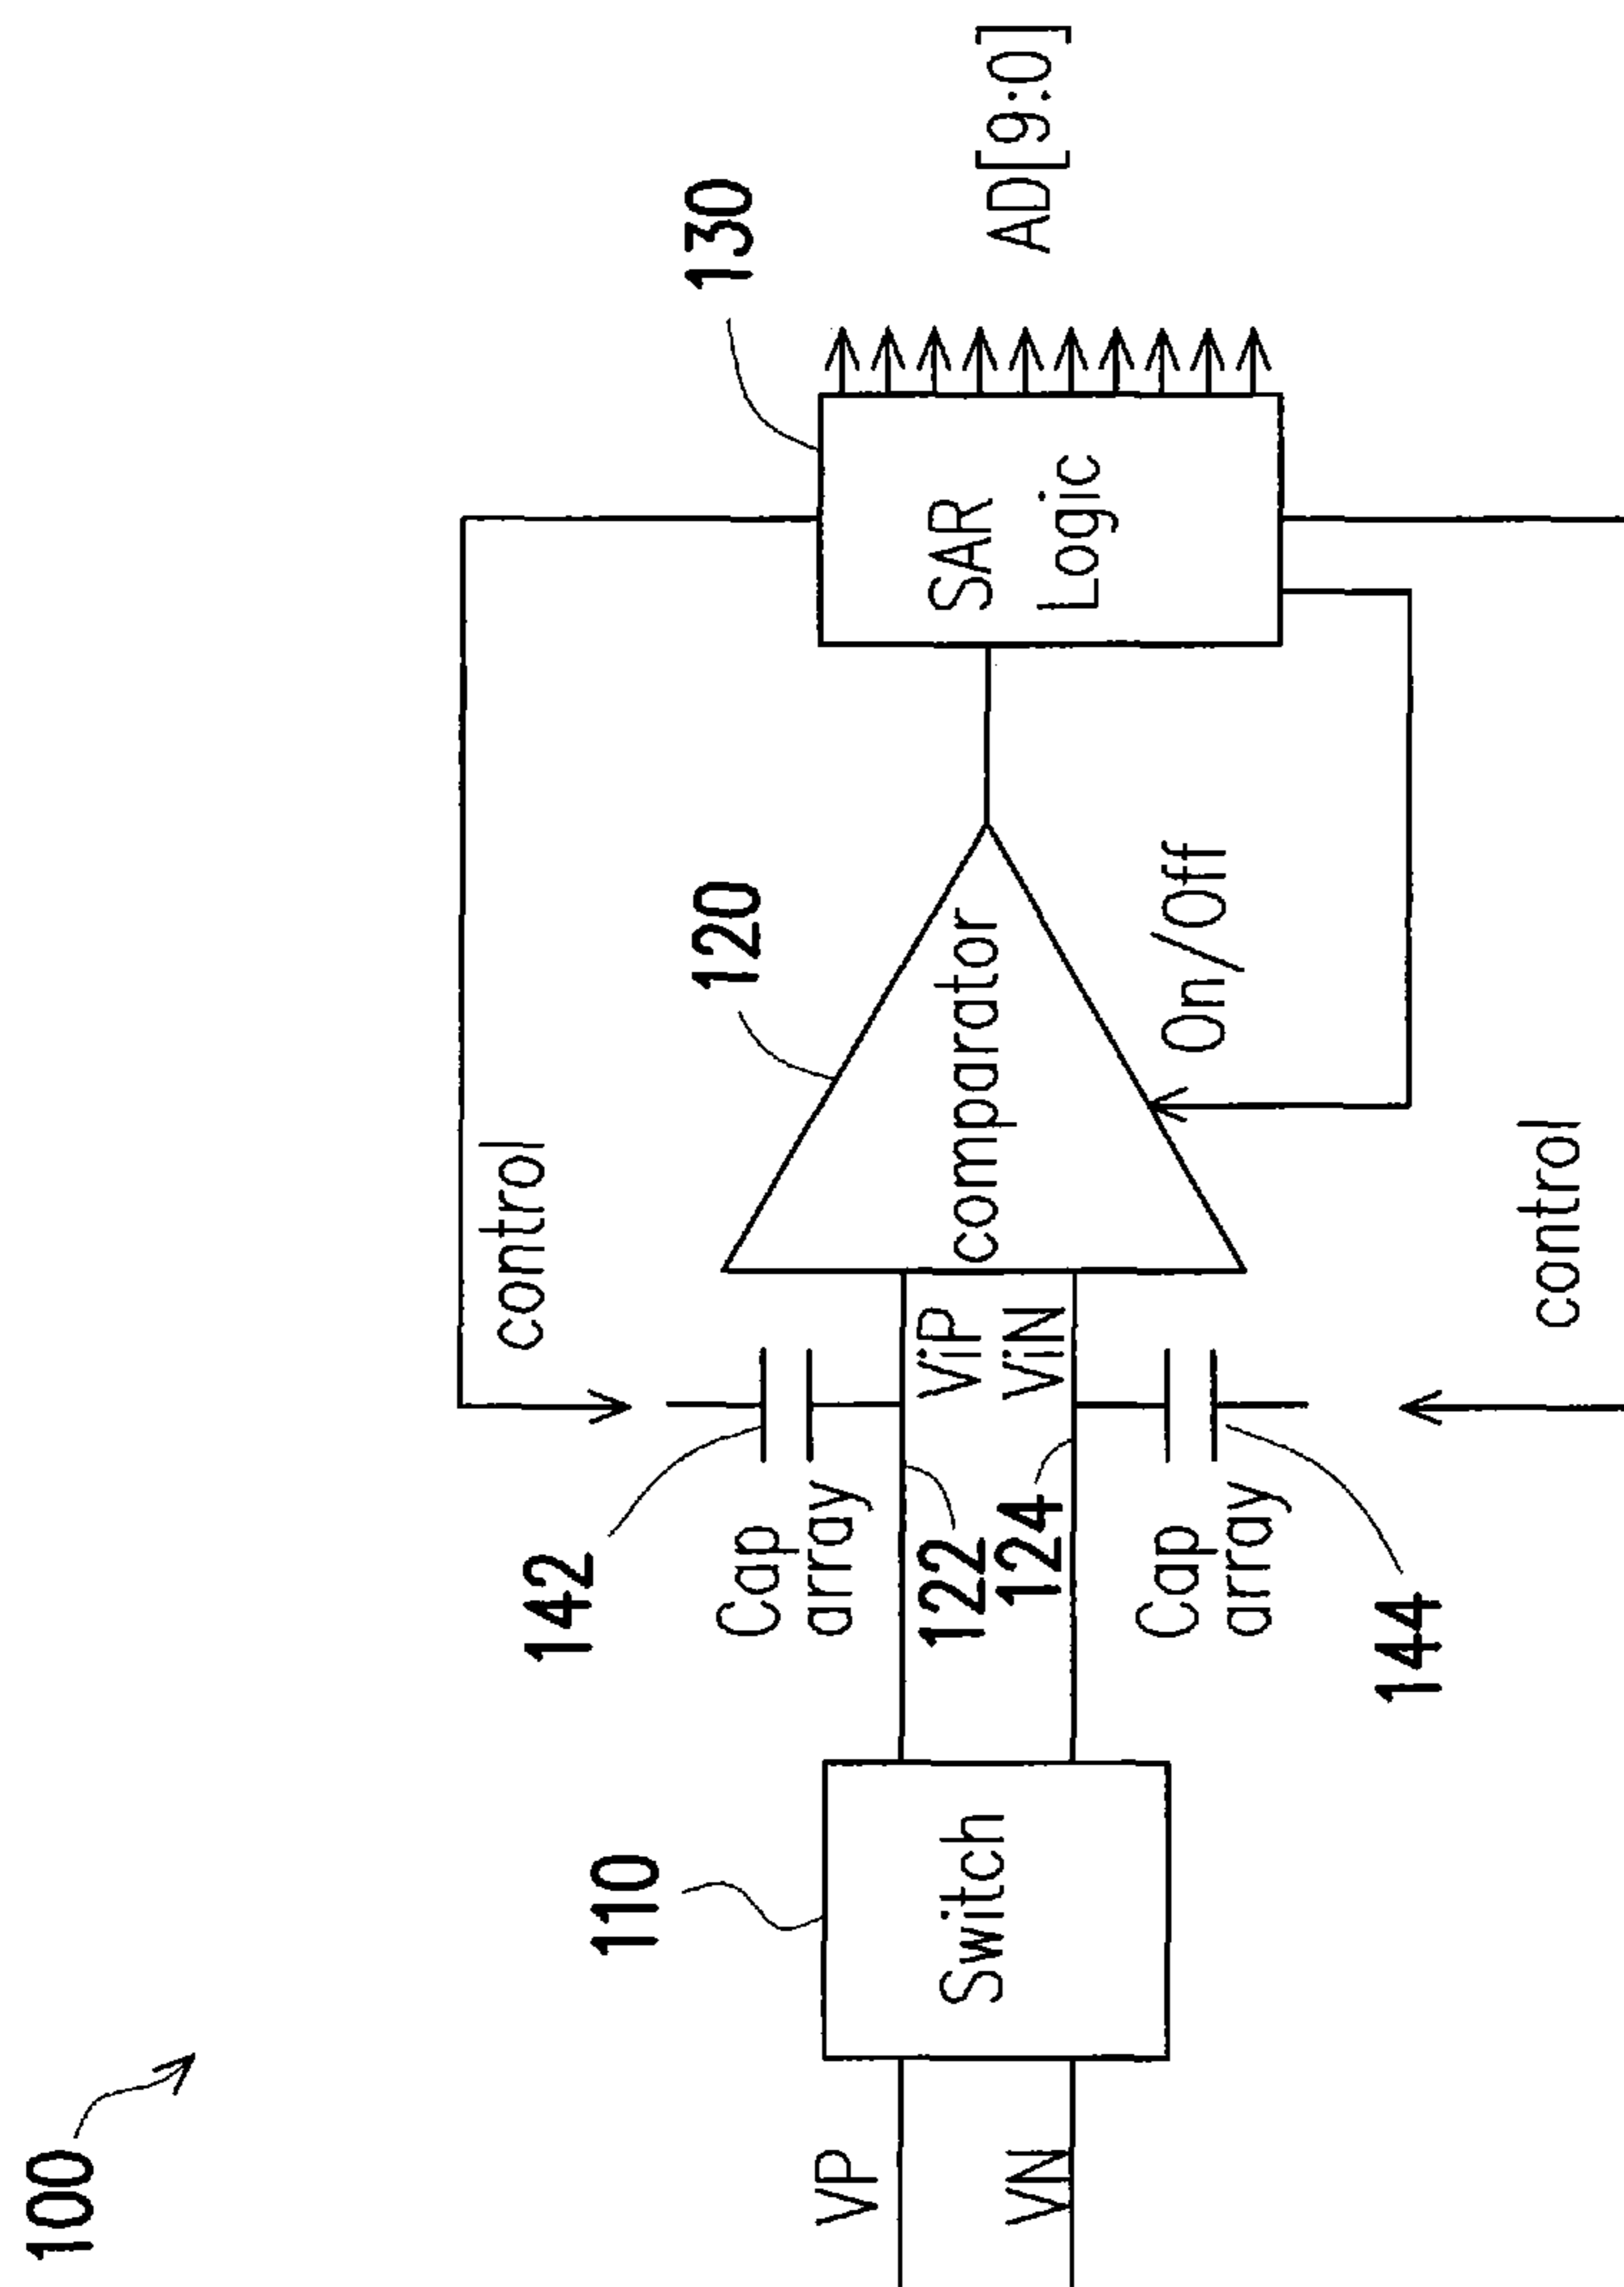 100
VP
VN
110
Switch
142
Cap
array
122
124
Cap
array
144
control
ViP
ViN
control
120
comparator
On/Off
130
SAR
Logic
AD[9:0]